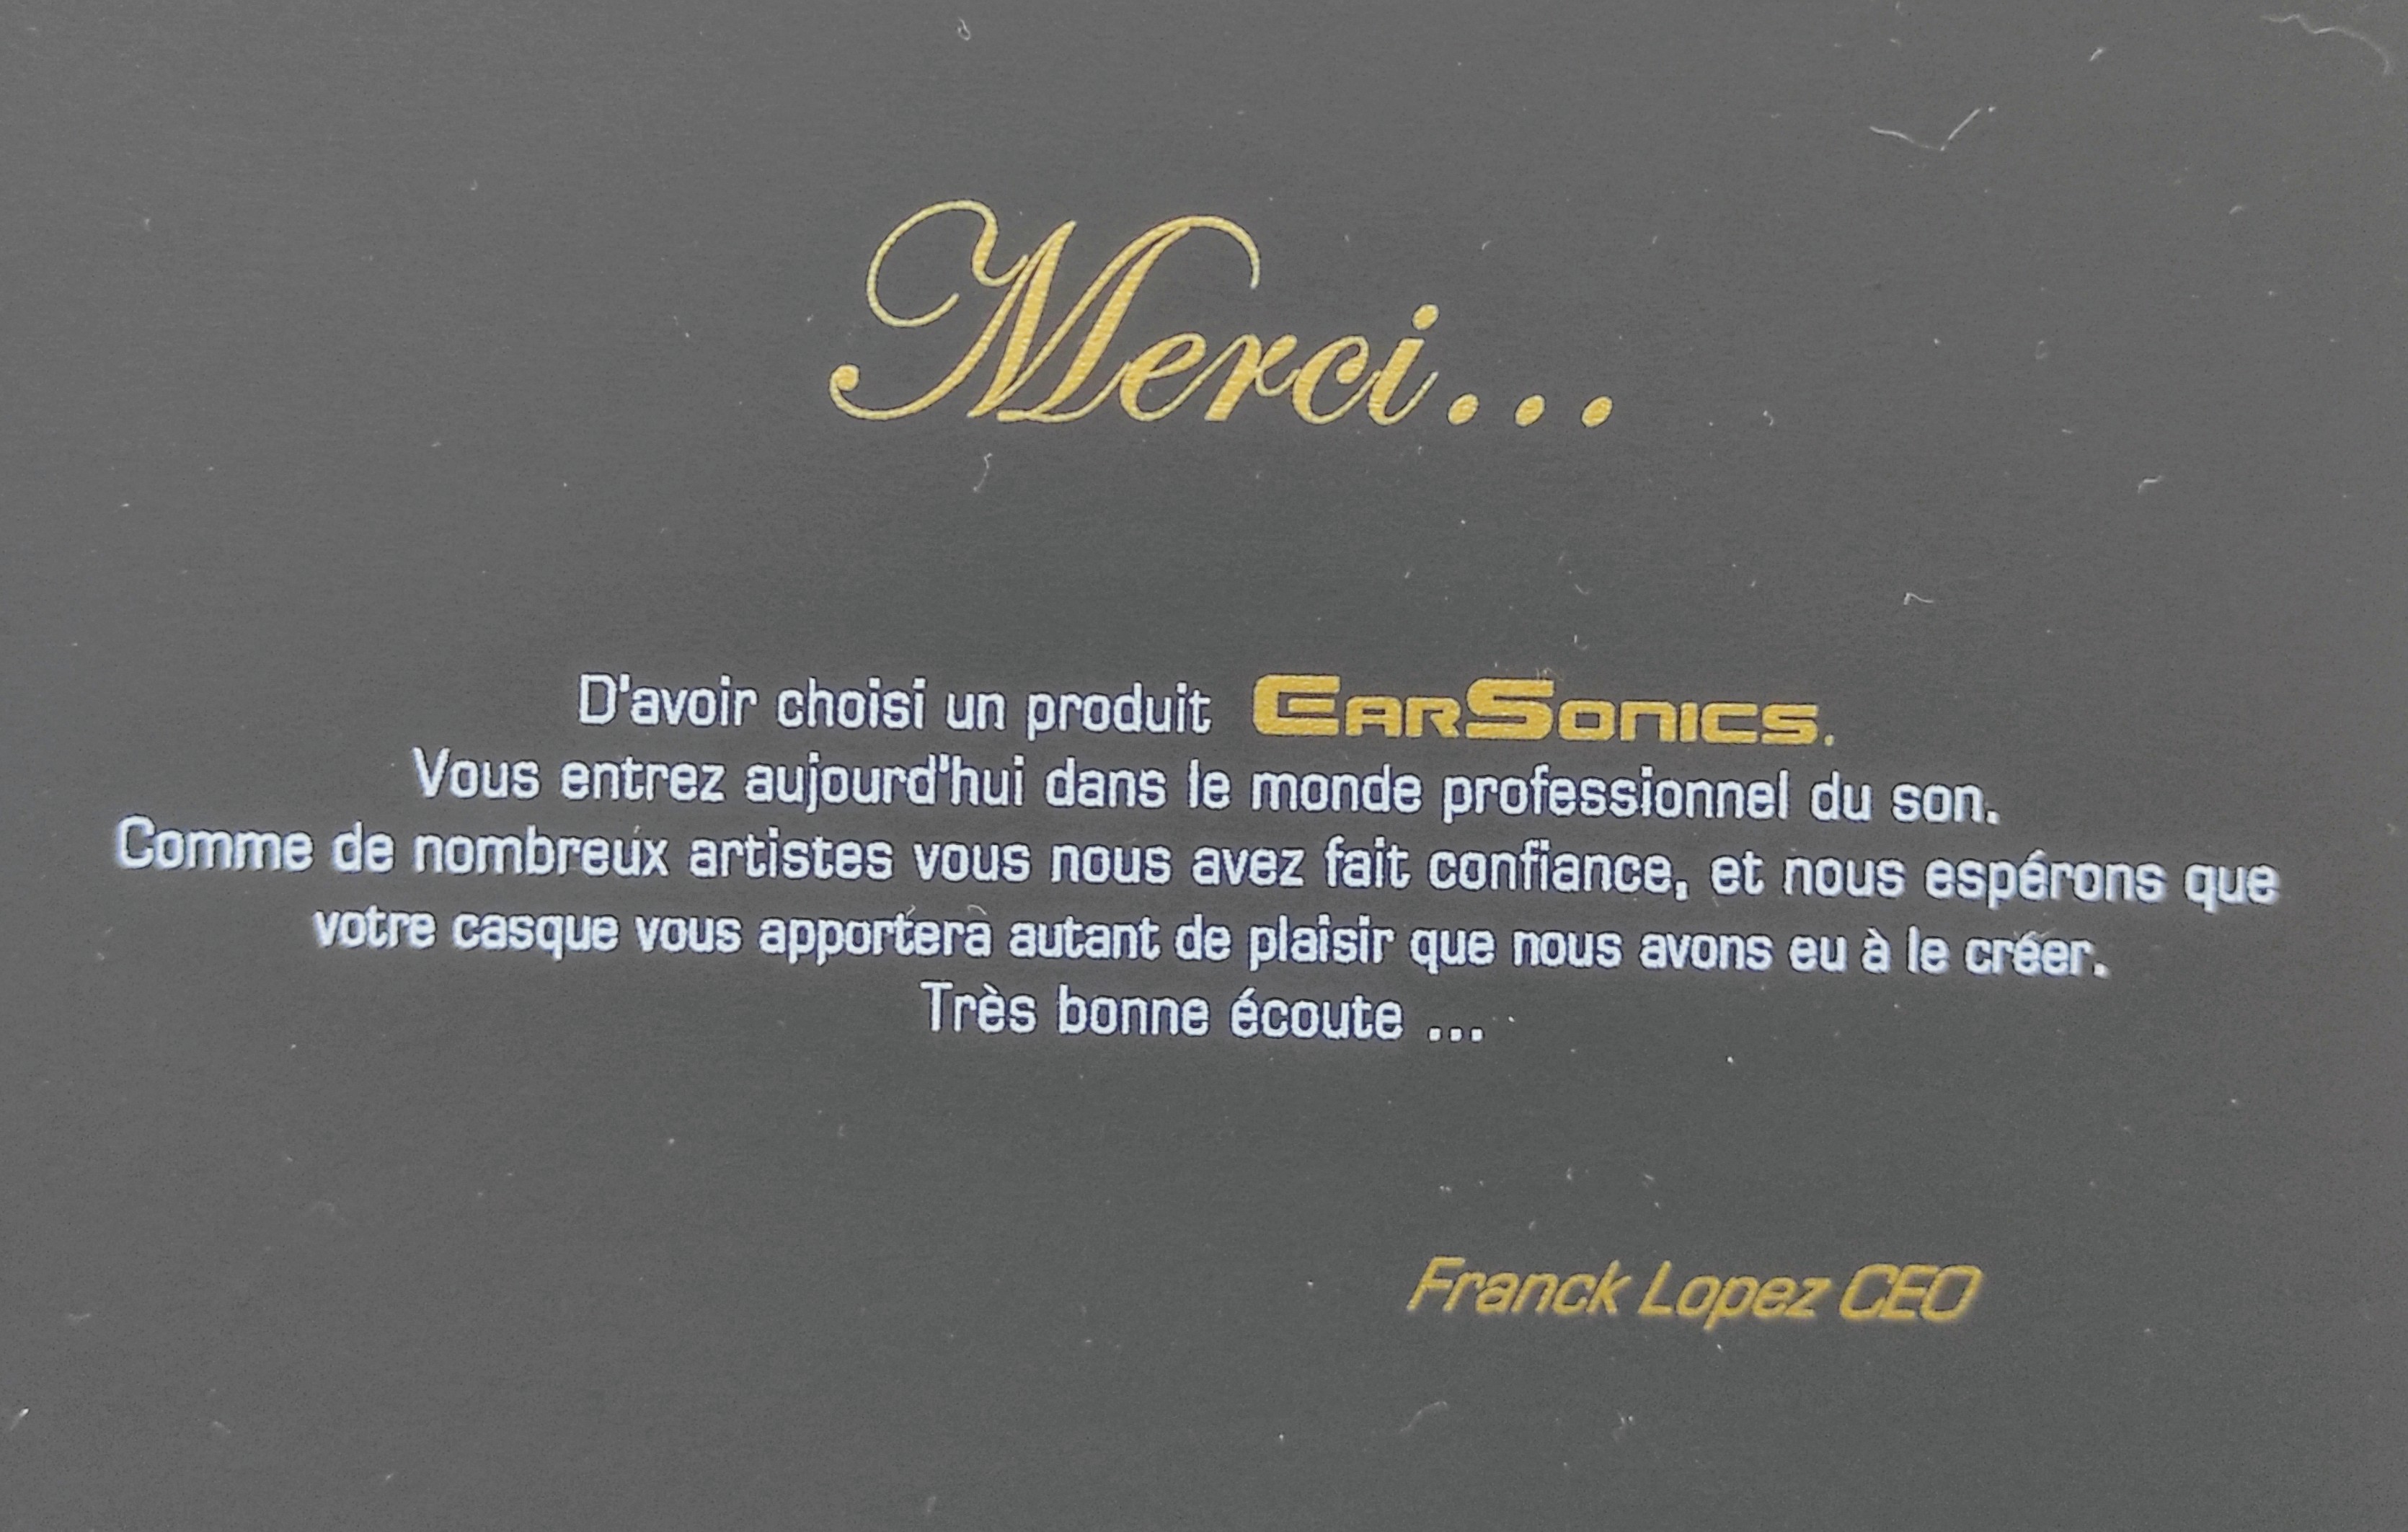 Merci...
D'avoir choisi un produit EarSonics.
Vous entrez aujourd'hui dans le monde professionnel du son.
Comme de nombreux artistes vous nous avez fait confiance, et nous espérons que
votre casque vous apportera autant de plaisir que nous avons eu à le créer.
Très bonne écoute ...
Franck Lopez CEO